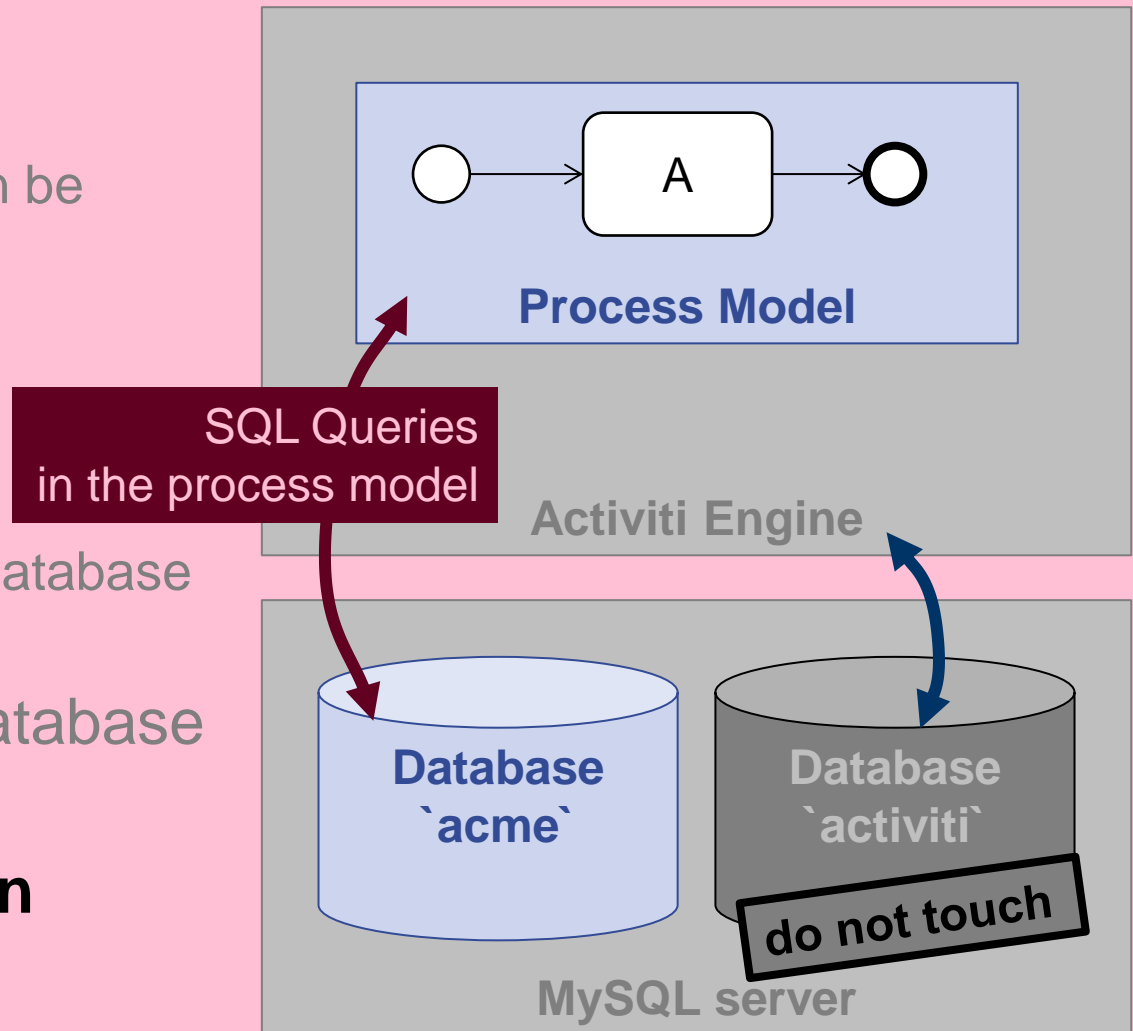 n be
A
Process Model
SQL Queries
in the process model
Activiti Engine
atabase
atabase
Database
`acme`
Database
`activiti`
n
do not touch
MySQL server